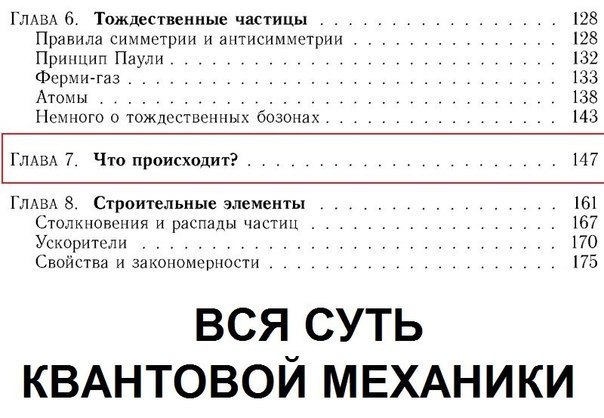 Глава 6. Тождественные частицы . . . . . . . . . . . . . . . . . 128
Правила симметрии и антисимметрии . . . . . . . . . . . . . . . 128
Принцип Паули . . . . . . . . . . . . . . . . . . . . . . . . . . 132
Ферми-газ . . . . . . . . . . . . . . . . . . . . . . . . . . . . 133
Атомы . . . . . . . . . . . . . . . . . . . . . . . . . . . . . . 138
Немного о тождественных бозонах . . . . . . . . . . . . . . . . . 143
Глава 7. Что происходит? . . . . . . . . . . . . . . . . . . . . . 147
Глава 8. Строительные элементы . . . . . . . . . . . . . . . . . 161
Столкновения и распады частиц . . . . . . . . . . . . . . . . . . 167
Ускорители . . . . . . . . . . . . . . . . . . . . . . . . . . . 170
Свойства и закономерности . . . . . . . . . . . . . . . . . . . . 175
ВСЯ СУТЬ
КВАНТОВОЙ МЕХАНИКИ